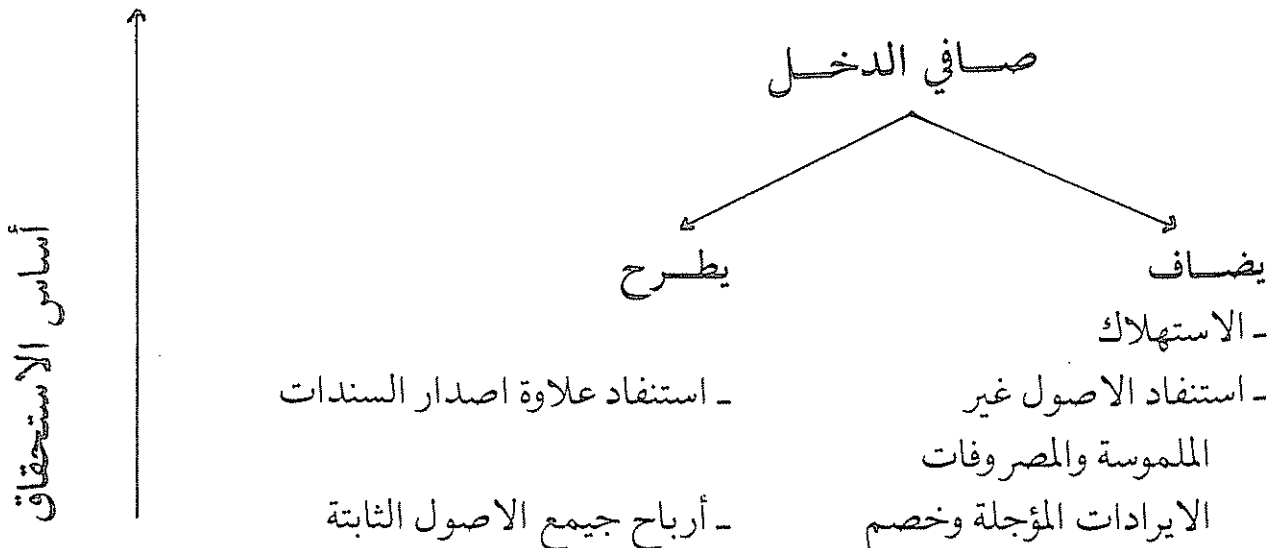 صافي الدخل
يضاف
يطرح
ـ الاستهلاك
ـ استنفاد الاصول غير
ـ استنفاد علاوة اصدار السندات
الملموسة والمصروفات
الايرادات المؤجلة وخصم
ـ أرباح جيمع الاصول الثابتة
أساس الاستحقاق